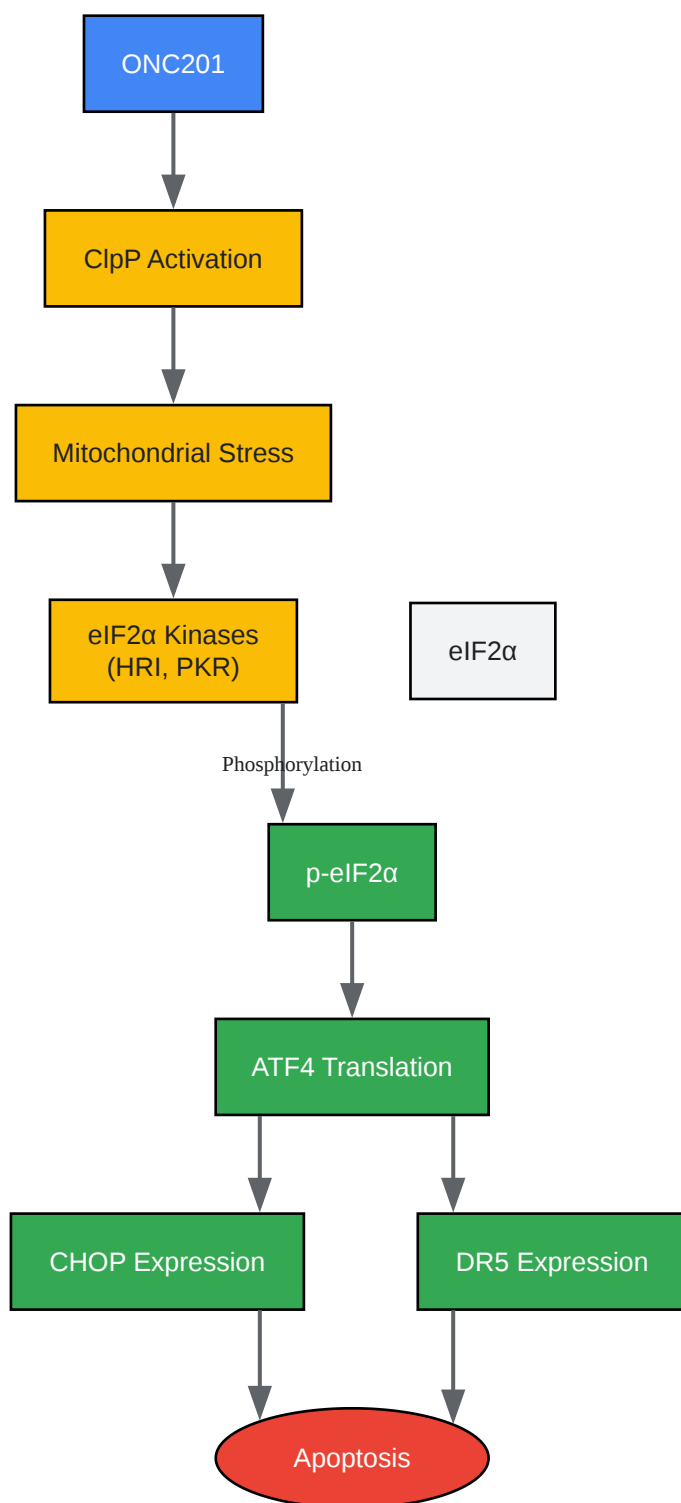 ONC201
ClpP Activation
Mitochondrial Stress
eIF2α Kinases
(HRI, PKR)
eIF2α
Phosphorylation
p-eIF2α
ATF4 Translation
CHOP Expression
DR5 Expression
Apoptosis